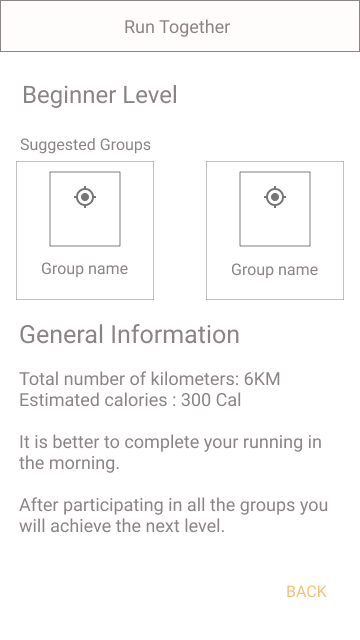 Run Together
Beginner Level
Suggested Groups
Group name
Group name
General Information
Total number of kilometers: 6KM
Estimated calories : 300 Cal
It is better to complete your running in
the morning.
After participating in all the groups you
will achieve the next level.
BACK